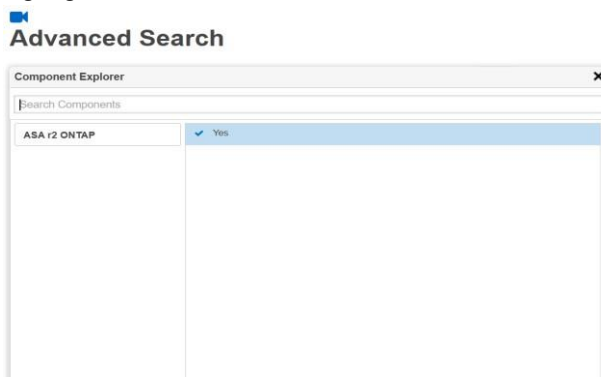 Advanced Search
Component Explorer
Search Components
ASA r2 ONTAP
Yes